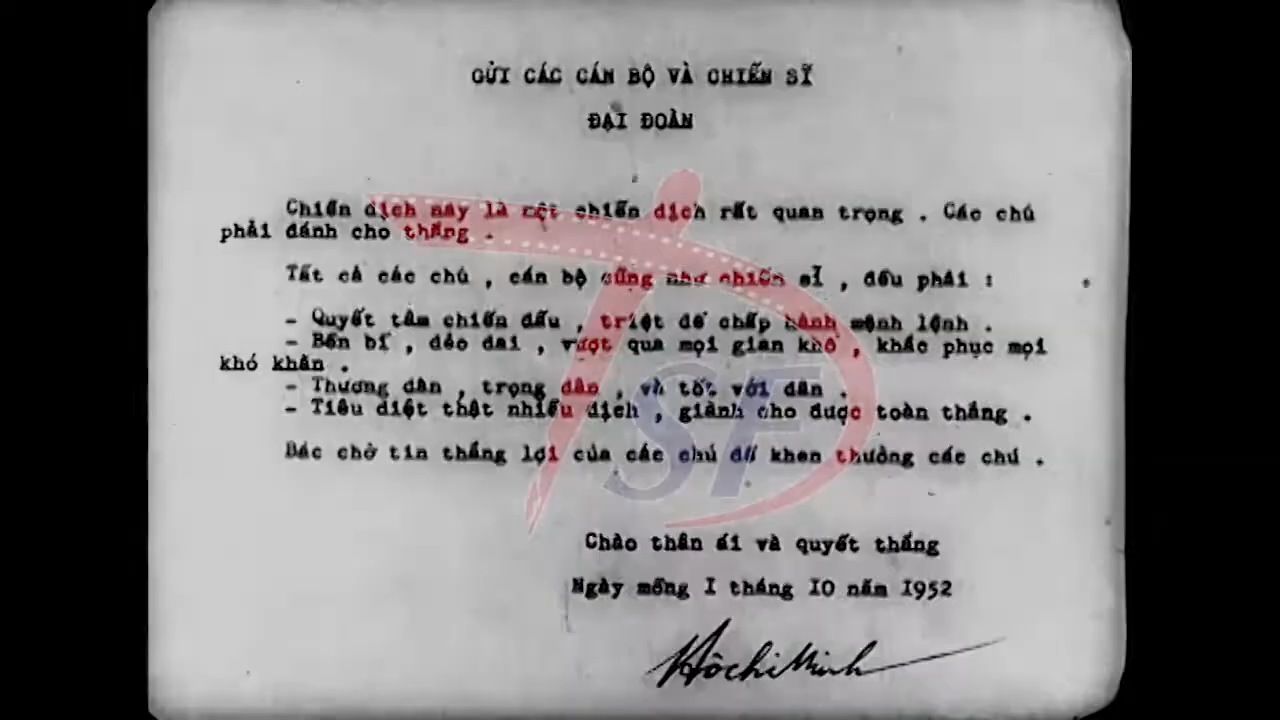 GỬI CÁC CÁN BỘ VÀ CHIẾN SĨ
ĐẠI ĐOÀN
Chiến dịch này là một chiến dịch rất quan trọng . Các chú
phải đánh cho thắng .
Tất cả các chú , cán bộ cũng như chiến sĩ , đều phải :
- Quyết tâm chiến đấu , triệt để chấp hành mệnh lệnh .
- Bền bỉ , dẻo dai , vượt qua mọi gian khổ , khắc phục mọi
khó khăn .
- Thương dân , trọng dân , và tốt với dân .
- Tiêu diệt thật nhiều địch , giành cho được toàn thắng .
Bác chờ tin thắng lợi của các chú để khen thưởng các chú .
Chào thân ái và quyết thắng
Ngày mồng I tháng IO năm I952
Hồ chí Minh
TSF